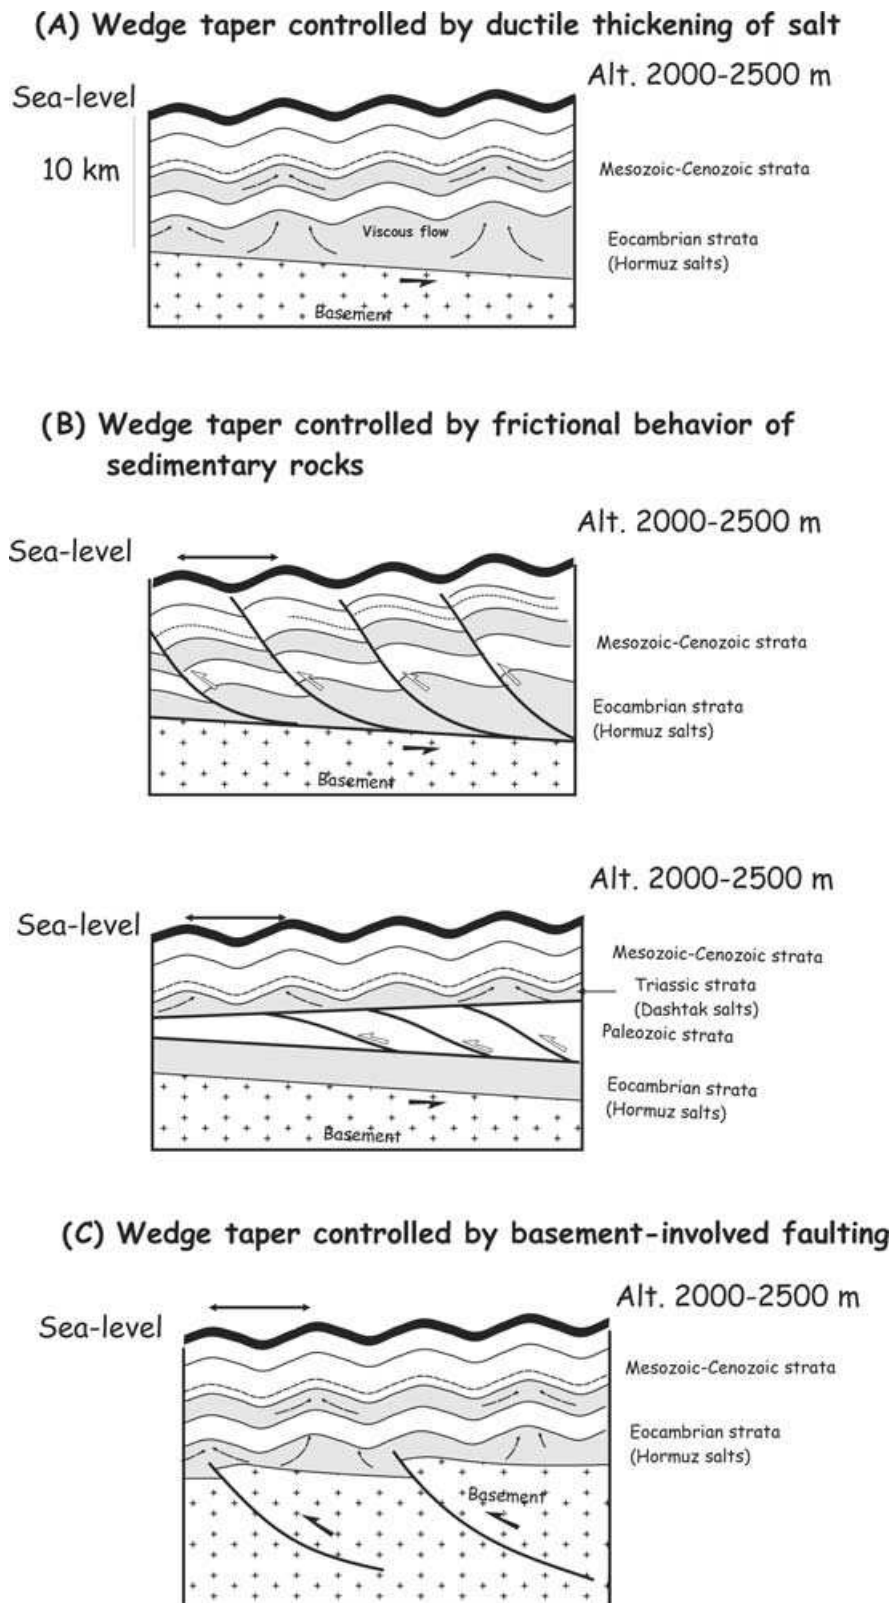 (A) Wedge taper controlled by ductile thickening of salt
Alt. 2000-2500 m
Sea-level
10 km
Mesozoic-Cenozoic strata
Viscous flow
Eocambrian strata
(Hormuz salts)
Basement
(B) Wedge taper controlled by frictional behavior of
sedimentary rocks
Alt. 2000-2500 m
Sea-level
Mesozoic-Cenozoic strata
Eocambrian strata
(Hormuz salts)
Basement
Alt. 2000-2500 m
Sea-level
Mesozoic-Cenozoic strata
Triassic strata
(Dashtak salts)
Paleozoic strata
Eocambrian strata
(Hormuz salts)
Basement
(C) Wedge taper controlled by basement-involved faulting
Alt. 2000-2500 m
Sea-level
Mesozoic-Cenozoic strata
Eocambrian strata
(Hormuz salts)
Basement